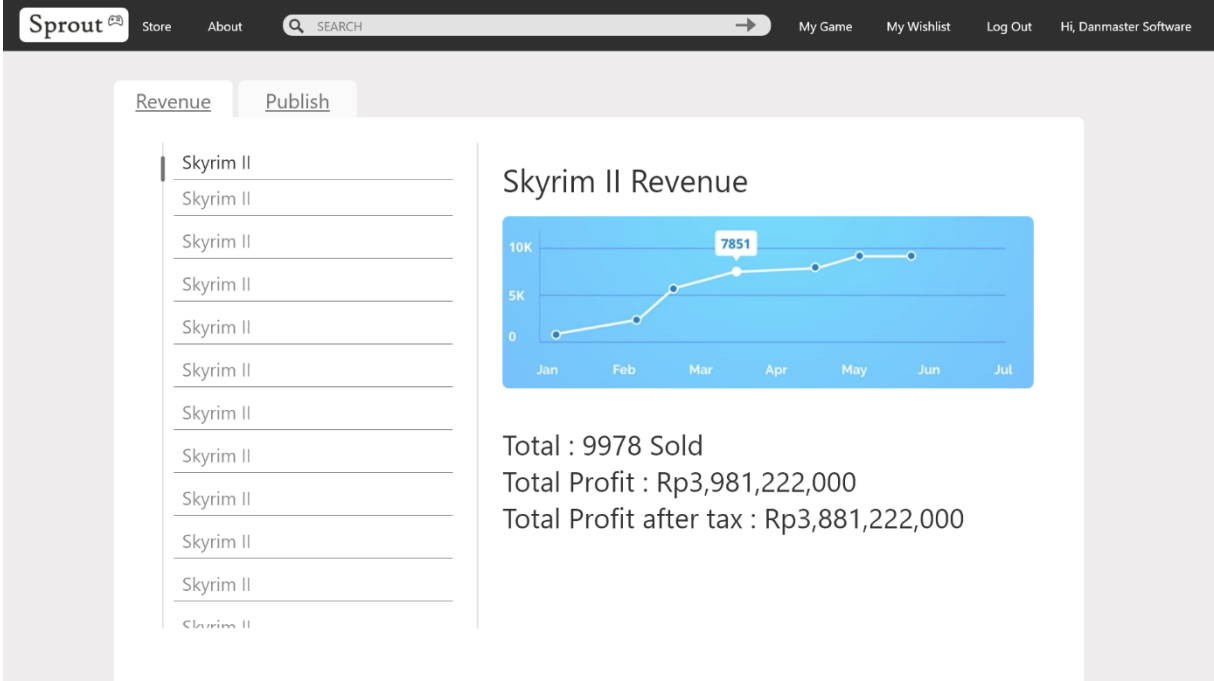 Sprout
Store
About
SEARCH
My Game
My Wishlist
Log Out
Hi, Danmaster Software
Revenue
Publish
Skyrim II
Skyrim II
Skyrim II
Skyrim II
Skyrim II
Skyrim II
Skyrim II
Skyrim II
Skyrim II
Skyrim II
Skyrim II
Skyrim II
Skyrim II Revenue
10K
5K
0
7851
Jan
Feb
Mar
Apr
May
Jun
Jul
Total : 9978 Sold
Total Profit : Rp3,981,222,000
Total Profit after tax : Rp3,881,222,000